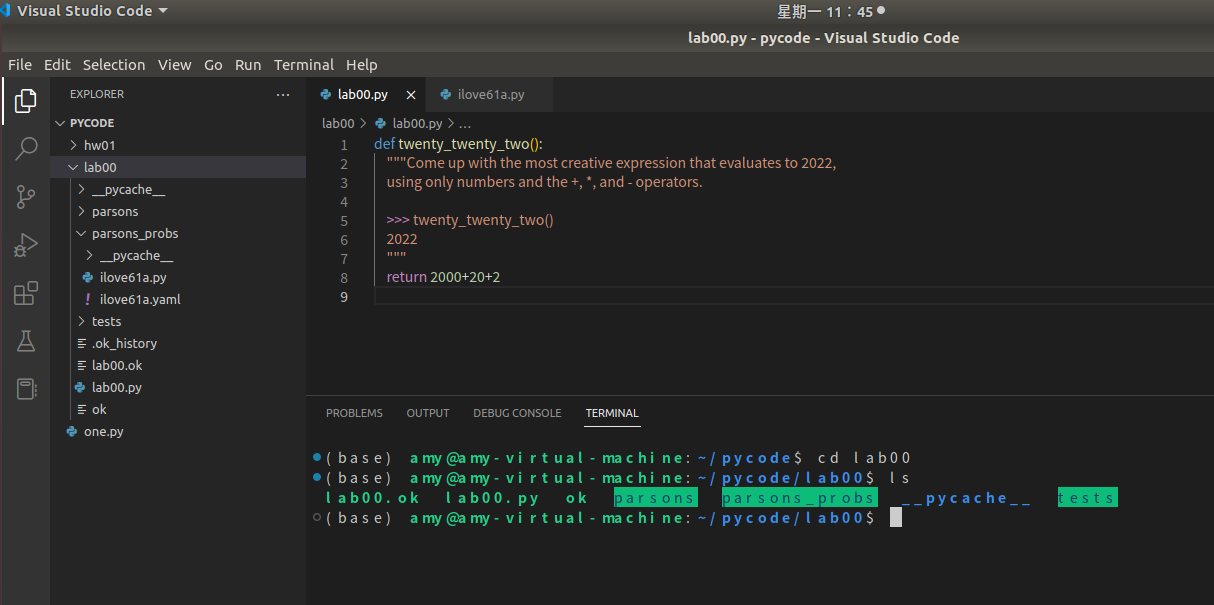 Visual Studio Code
星期一 11：45
lab00.py - pycode - Visual Studio Code
File Edit Selection View Go Run Terminal Help
EXPLORER
PYCODE
hw01
lab00
__pycache__
parsons
parsons_probs
__pycache__
ilove61a.py
! ilove61a.yaml
tests
.ok_history
lab00.ok
lab00.py
ok
one.py
lab00.py ilove61a.py
lab00 > lab00.py > ...
1 def twenty_twenty_two():
2 """Come up with the most creative expression that evaluates to 2022,
3 using only numbers and the +, *, and - operators.
4
5 >>> twenty_twenty_two()
6 2022
7 """
8 return 2000+20+2
9
PROBLEMS OUTPUT DEBUG CONSOLE TERMINAL
(base) amy@amy-virtual-machine:~/pycode$ cd lab00
(base) amy@amy-virtual-machine:~/pycode/lab00$ ls
lab00.ok lab00.py ok parsons parsons_probs __pycache__ tests
(base) amy@amy-virtual-machine:~/pycode/lab00$